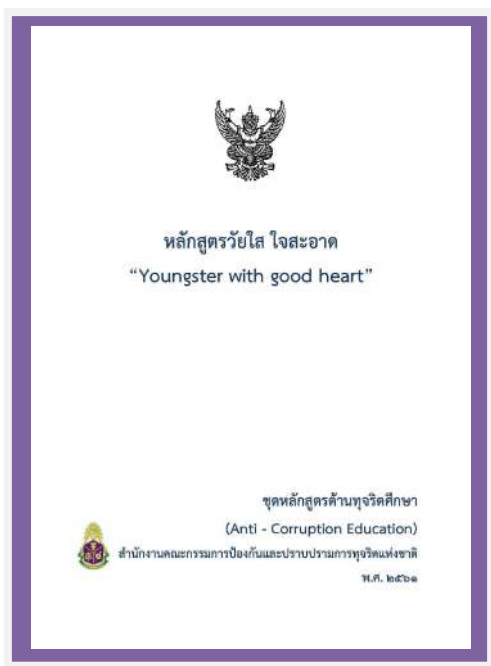 หลักสูตรวัยใส ใจสะอาด
“Youngster with good heart”
ชุดหลักสูตรต้านทุจริตศึกษา
(Anti - Corruption Education)
สำนักงานคณะกรรมการป้องกันและปราบปรามการทุจริตแห่งชาติ
พ.ศ. ๒๕๖๑